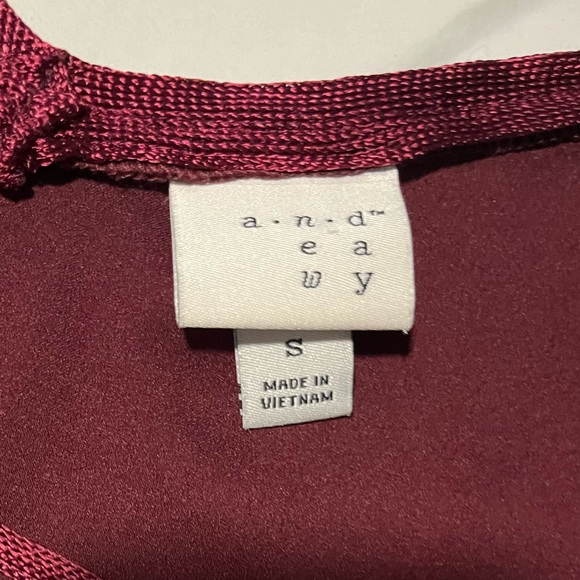 a · n · d™
e a
w y
S
MADE IN
VIETNAM